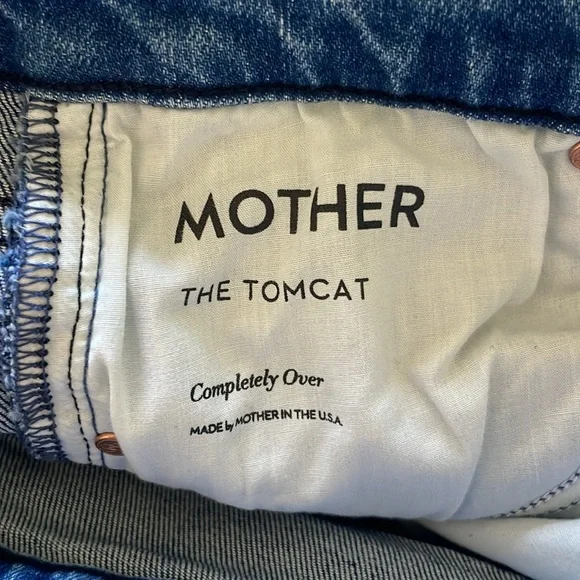 MOTHER
THE TOMCAT
Completely Over
MADE by MOTHER IN THE U.S.A.